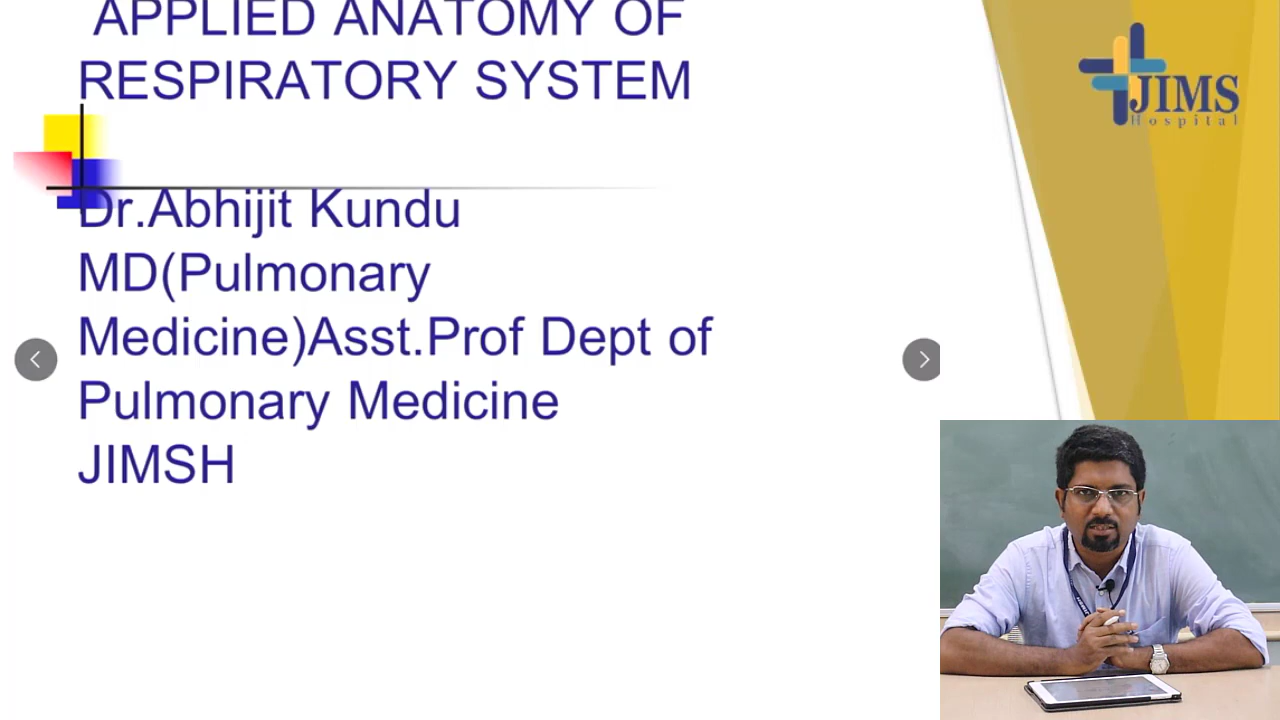 APPLIED ANATOMY OF
RESPIRATORY SYSTEM
Dr.Abhijit Kundu
MD(Pulmonary
Medicine)Asst.Prof Dept of
Pulmonary Medicine
JIMSH
JIMS
Hospital